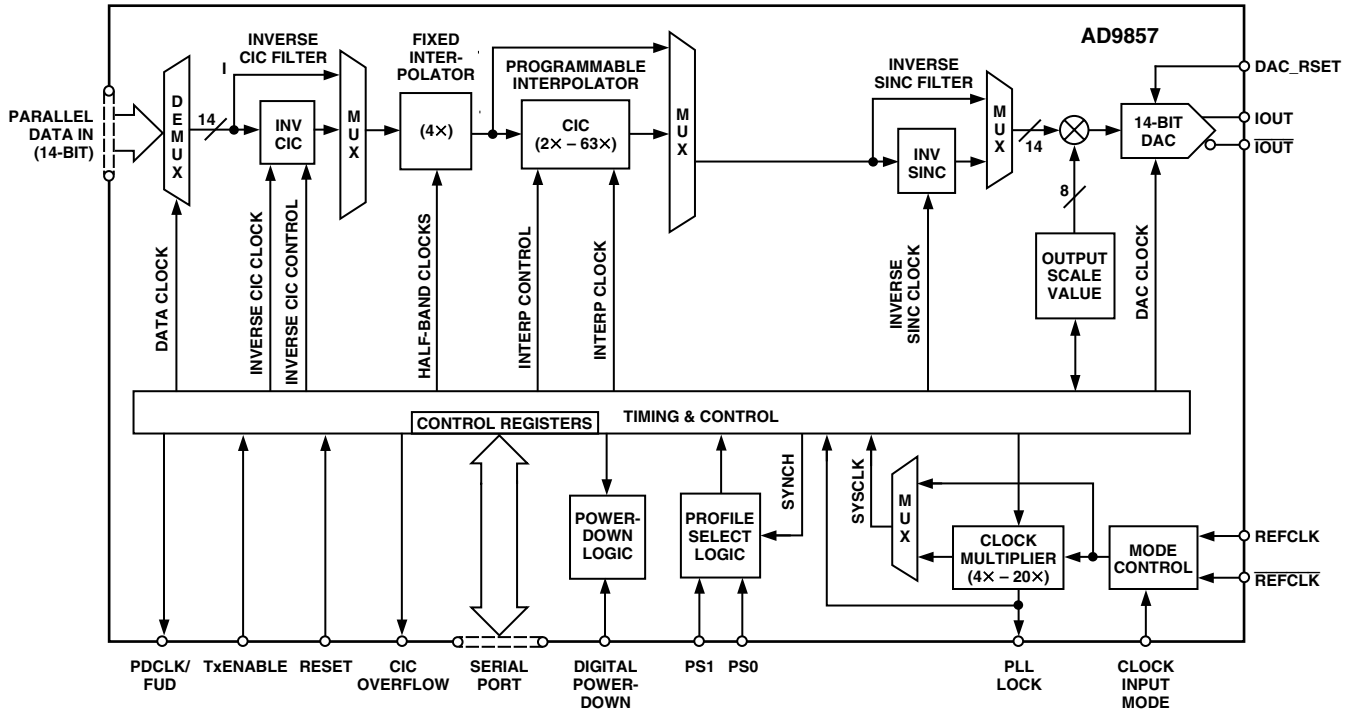 AD9857
INVERSE
CIC FILTER
I
FIXED
INTER-
POLATOR
PROGRAMMABLE
INTERPOLATOR
INVERSE
SINC FILTER
PARALLEL
DATA IN
(14-BIT)
DEMUX
14
INV
CIC
MUX
(4×)
CIC
(2× – 63×)
MUX
INV
SINC
MUX
14
8
14-BIT
DAC
DAC_RSET
IOUT
IOUT
OUTPUT
SCALE
VALUE
DATA CLOCK
INVERSE CIC CLOCK
INVERSE CIC CONTROL
HALF-BAND CLOCKS
INTERP CONTROL
INTERP CLOCK
INVERSE
SINC CLOCK
DAC CLOCK
CONTROL REGISTERS
TIMING & CONTROL
POWER-
DOWN
LOGIC
PROFILE
SELECT
LOGIC
SYNCH
SYSCLK
MUX
CLOCK
MULTIPLIER
(4× – 20×)
MODE
CONTROL
REFCLK
REFCLK
PDCLK/
FUD
TxENABLE
RESET
CIC
OVERFLOW
SERIAL
PORT
DIGITAL
POWER-
DOWN
PS1
PS0
PLL
LOCK
CLOCK
INPUT
MODE